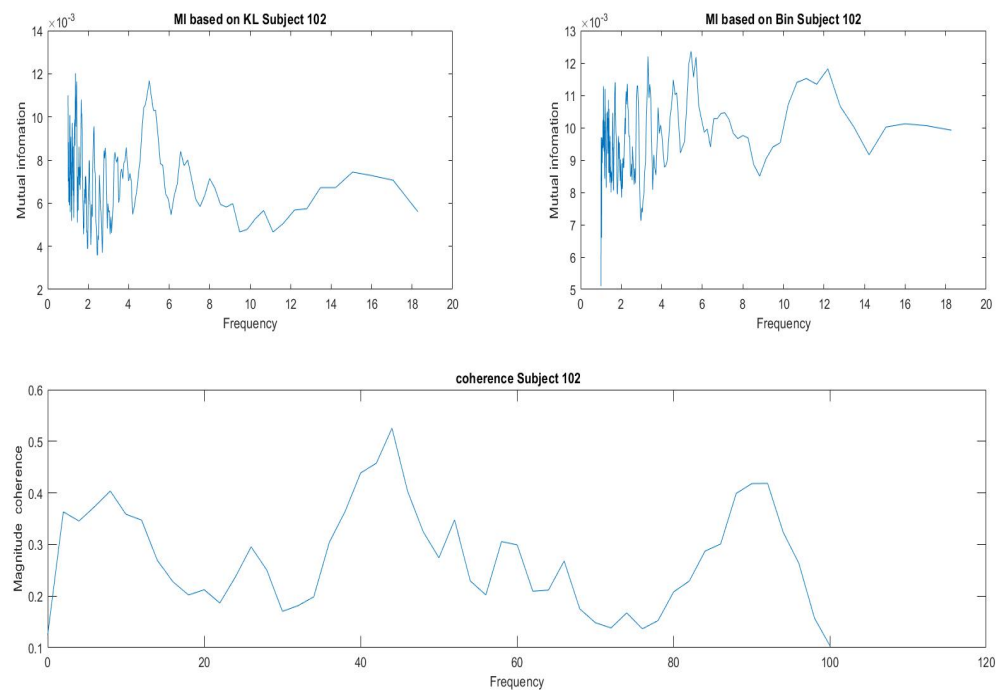 MI based on KL Subject 102
×10⁻³
14
12
10
8
6
4
2
Mutual infomation
0 2 4 6 8 10 12 14 16 18 20
Frequency
MI based on Bin Subject 102
×10⁻³
13
12
11
10
9
8
7
6
5
Mutual infomation
0 2 4 6 8 10 12 14 16 18 20
Frequency
coherence Subject 102
0.6
0.5
0.4
0.3
0.2
0.1
Magnitude coherence
0 20 40 60 80 100 120
Frequency